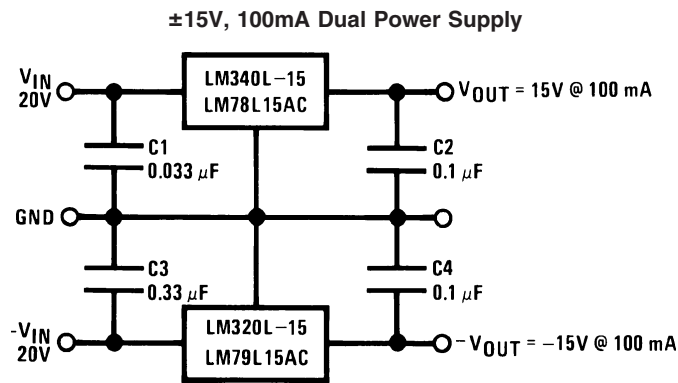 ±15V, 100mA Dual Power Supply
VIN
20V
LM340L–15
LM78L15AC
VOUT = 15V @ 100 mA
C1
0.033 µF
C2
0.1 µF
GND
C3
0.33 µF
C4
0.1 µF
-VIN
20V
LM320L–15
LM79L15AC
–VOUT = –15V @ 100 mA